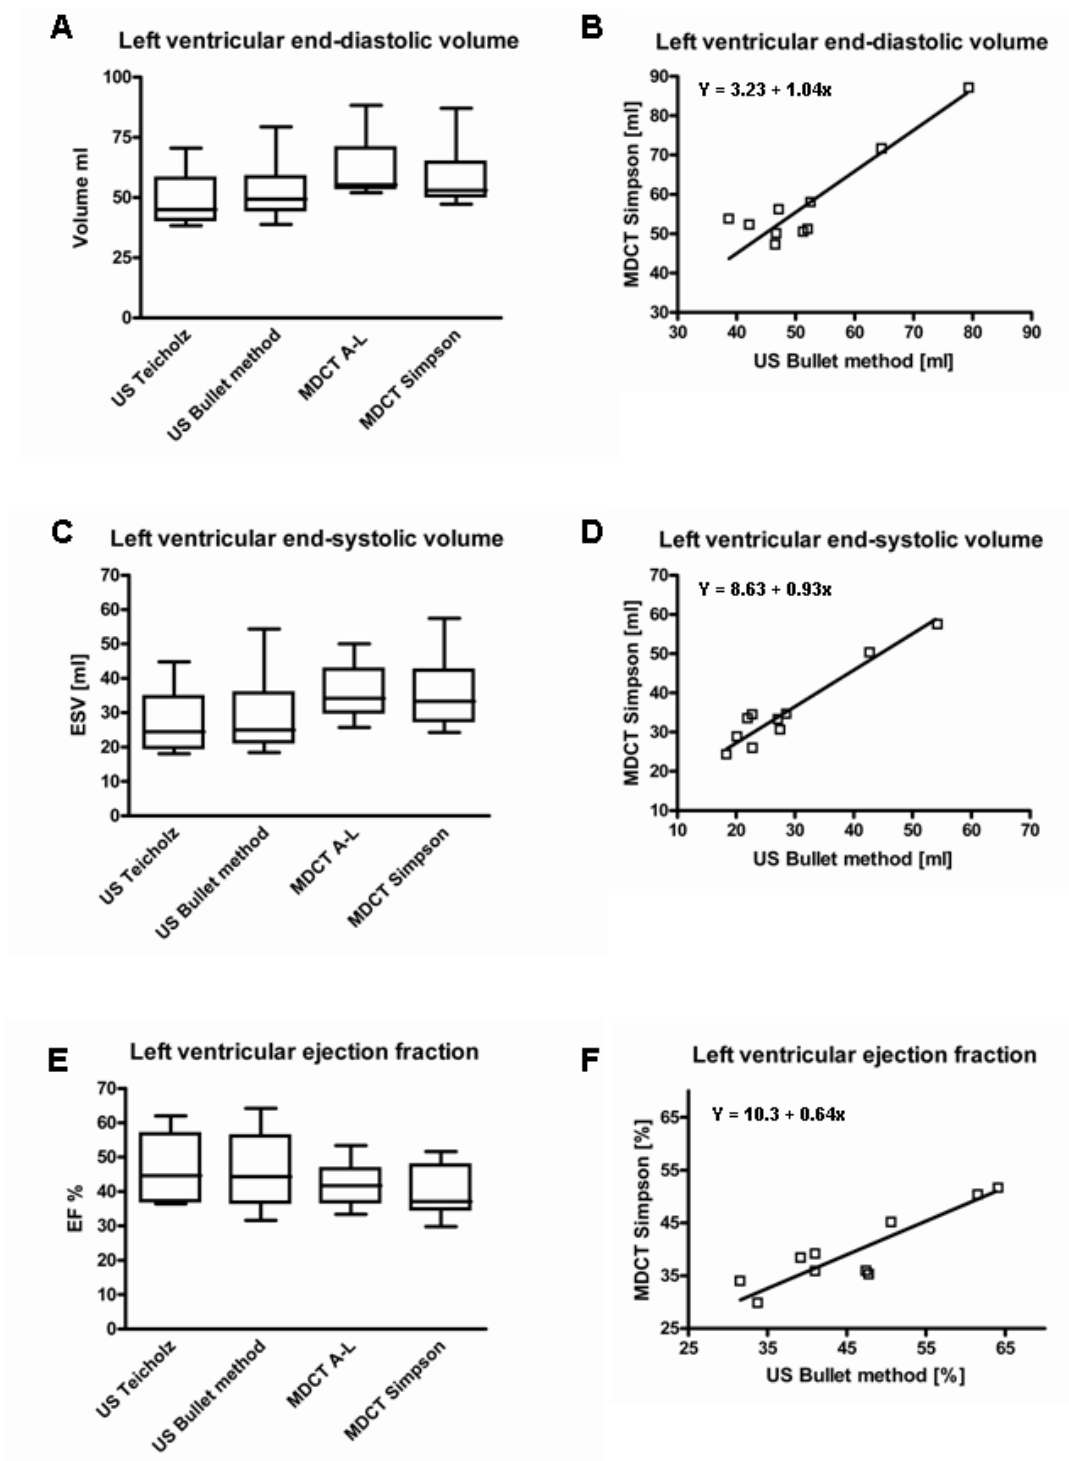 A
Left ventricular end-diastolic volume
Volume ml
100
75
50
25
0
US Teicholz
US Bullet method
MDCT A-L
MDCT Simpson
B
Left ventricular end-diastolic volume
Y = 3.23 + 1.04x
MDCT Simpson [ml]
90
80
70
60
50
40
30
30 40 50 60 70 80 90
US Bullet method [ml]
C
Left ventricular end-systolic volume
ESV [ml]
70
60
50
40
30
20
10
0
US Teicholz
US Bullet method
MDCT A-L
MDCT Simpson
D
Left ventricular end-systolic volume
Y = 8.63 + 0.93x
MDCT Simpson [ml]
70
60
50
40
30
20
10
10 20 30 40 50 60 70
US Bullet method [ml]
E
Left ventricular ejection fraction
EF %
70
60
50
40
30
20
10
0
US Teicholz
US Bullet method
MDCT A-L
MDCT Simpson
F
Left ventricular ejection fraction
Y = 10.3 + 0.64x
MDCT Simpson [%]
65
55
45
35
25
25 35 45 55 65
US Bullet method [%]